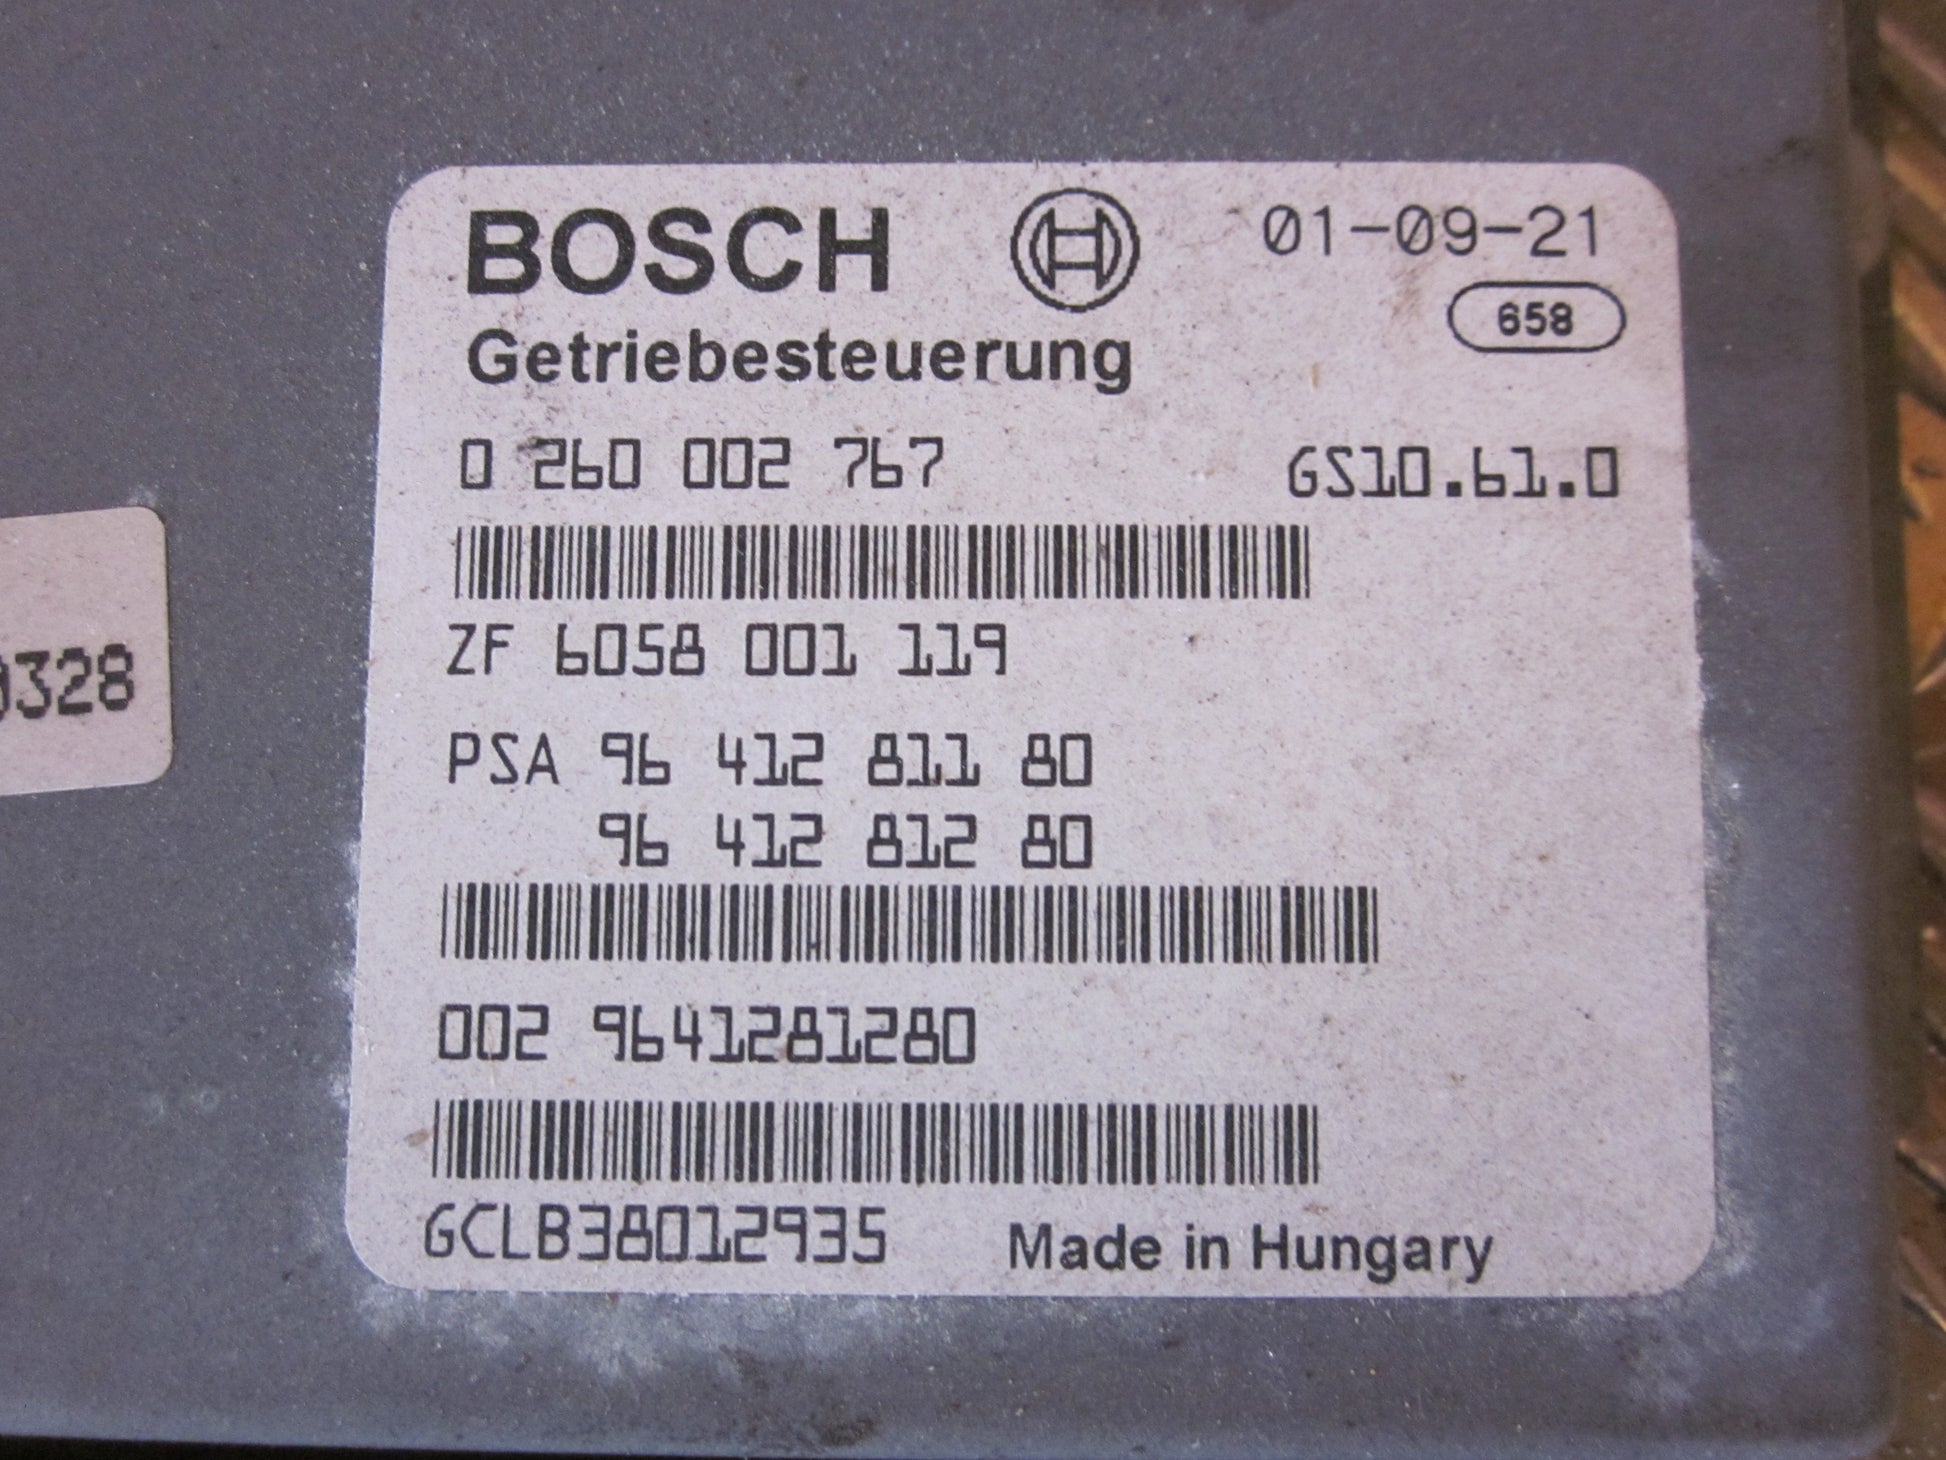 BOSCH 01-09-21
658
Getriebesteuerung
0 260 002 767 GS10.61.0
ZF 6058 001 119
328
PSA 96 412 811 80
96 412 812 80
002 9641281280
GCLB38012935 Made in Hungary